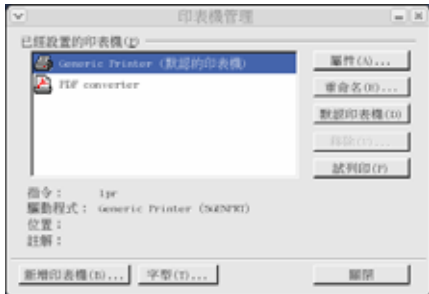 印表機管理
已經設置的印表機(P)
Generic Printer (默認的印表機)
PDF converter
屬性(A)...
重命名(R)...
默認印表機(D)
移除(V)...
試列印(P)
指令： lpr
驅動程式： Generic Printer (SGENPRT)
位置：
註解：
新增印表機(N)...
字型(T)...
關閉